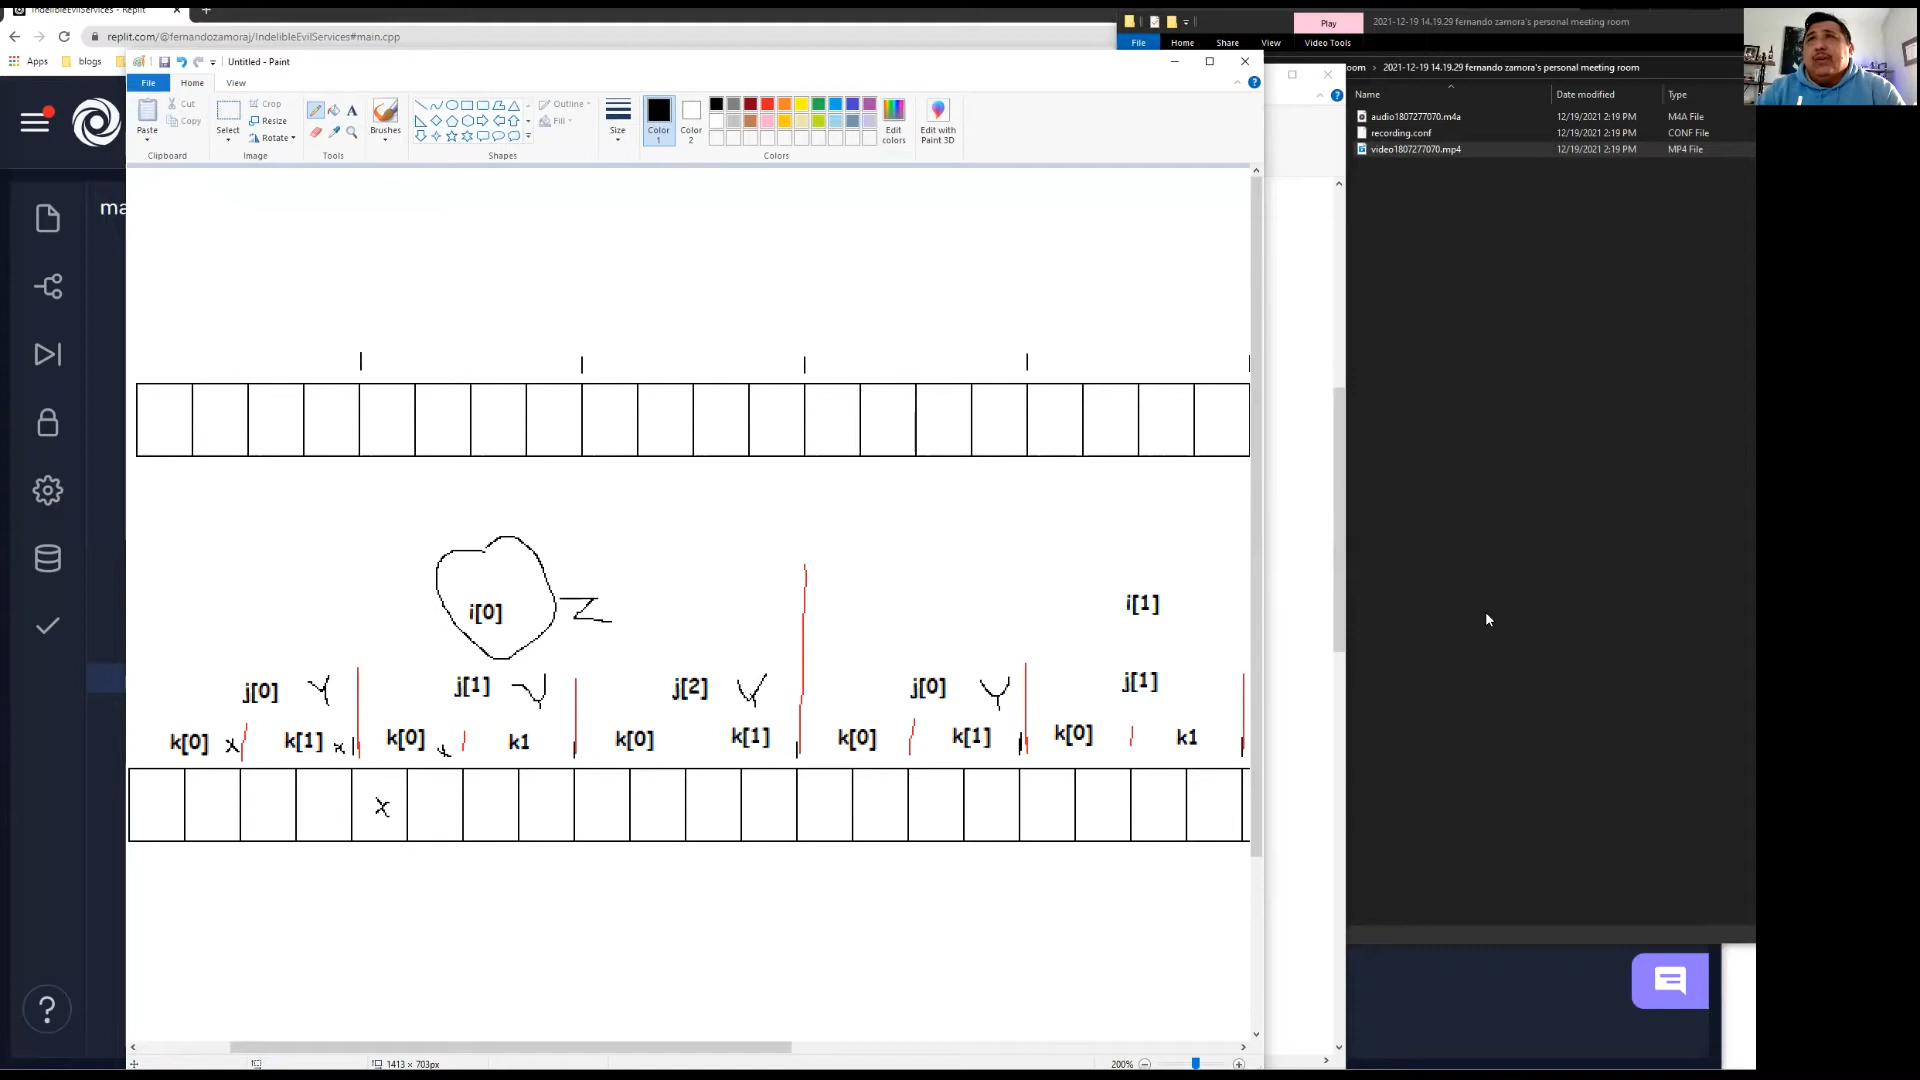 IndelibleEvilServices - Replit
replit.com/@fernandozamoraj/IndelibleEvilServices#main.cpp
Apps
blogs
ma
Untitled - Paint
File
Home
View
Paste
Cut
Copy
Clipboard
Select
Crop
Resize
Rotate
Image
A
Tools
Brushes
Shapes
Outline
Fill
Size
Color
1
Color
2
Edit
colors
Colors
Edit with
Paint 3D
i[0]
Z
i[1]
j[0] Y
j[1] Y
j[2] Y
j[0] Y
j[1]
k[0] x
k[1] x
k[0] x
k1
k[0]
k[1]
k[0]
k[1]
k[0]
k1
x
1413 × 703px
200%
Play
2021-12-19 14.19.29 fernando zamora's personal meeting room
File
Home
Share
View
Video Tools
oom
2021-12-19 14.19.29 fernando zamora's personal meeting room
Name
Date modified
Type
audio1807277070.m4a
12/19/2021 2:19 PM
M4A File
recording.conf
12/19/2021 2:19 PM
CONF File
video1807277070.mp4
12/19/2021 2:19 PM
MP4 File
?